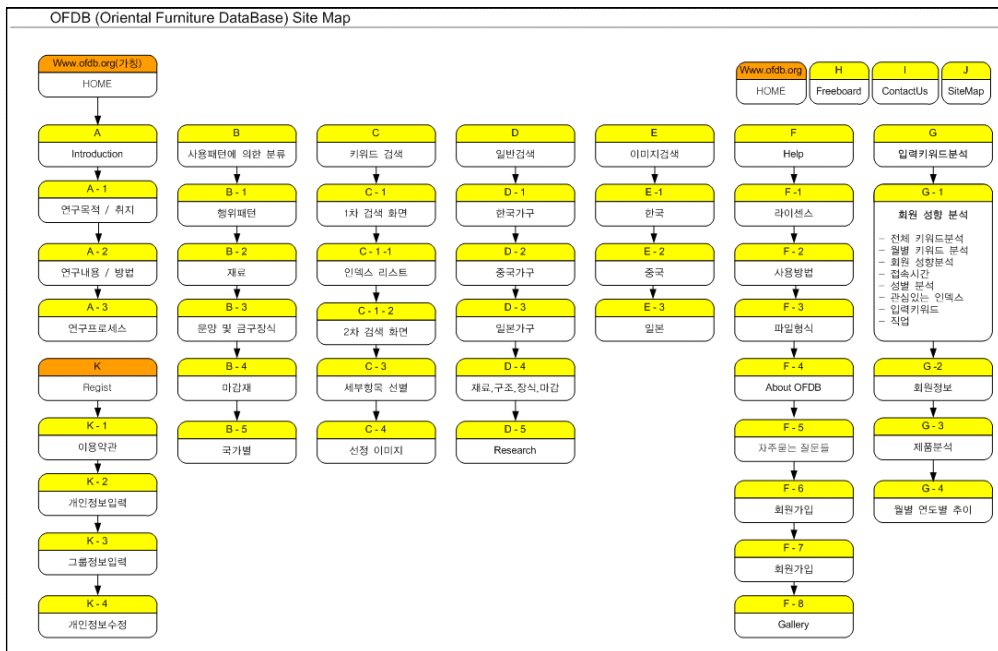 OFDB (Oriental Furniture DataBase) Site Map
Www.ofdb.org(가칭)
HOME
Www.ofdb.org
HOME
H
Freeboard
I
ContactUs
J
SiteMap
A
Introduction
A - 1
연구목적 / 취지
A - 2
연구내용 / 방법
A - 3
연구프로세스
K
Regist
K - 1
이용약관
K - 2
개인정보입력
K - 3
그룹정보입력
K - 4
개인정보수정
B
사용패턴에 의한 분류
B - 1
행위패턴
B - 2
재료
B - 3
문양 및 금구장식
B - 4
마감재
B - 5
국가별
C
키워드 검색
C - 1
1차 검색 화면
C - 1 -1
인덱스 리스트
C - 1 - 2
2차 검색 화면
C - 3
세부항목 선별
C - 4
선정 이미지
D
일반검색
D - 1
한국가구
D - 2
중국가구
D - 3
일본가구
D - 4
재료,구조,장식,마감
D - 5
Research
E
이미지검색
E -1
한국
E - 2
중국
E - 3
일본
F
Help
F -1
라이센스
F - 2
사용방법
F - 3
파일형식
F - 4
About OFDB
F - 5
자주묻는 질문들
F - 6
회원가입
F - 7
회원가입
F - 8
Gallery
G
입력키워드분석
G - 1
회원 성향 분석
– 전체 키워드분석
– 월별 키워드 분석
– 회원 성향분석
– 접속시간
– 성별 분석
– 관심있는 인덱스
– 입력키워드
– 직업
G -2
회원정보
G - 3
제품분석
G - 4
월별 연도별 추이